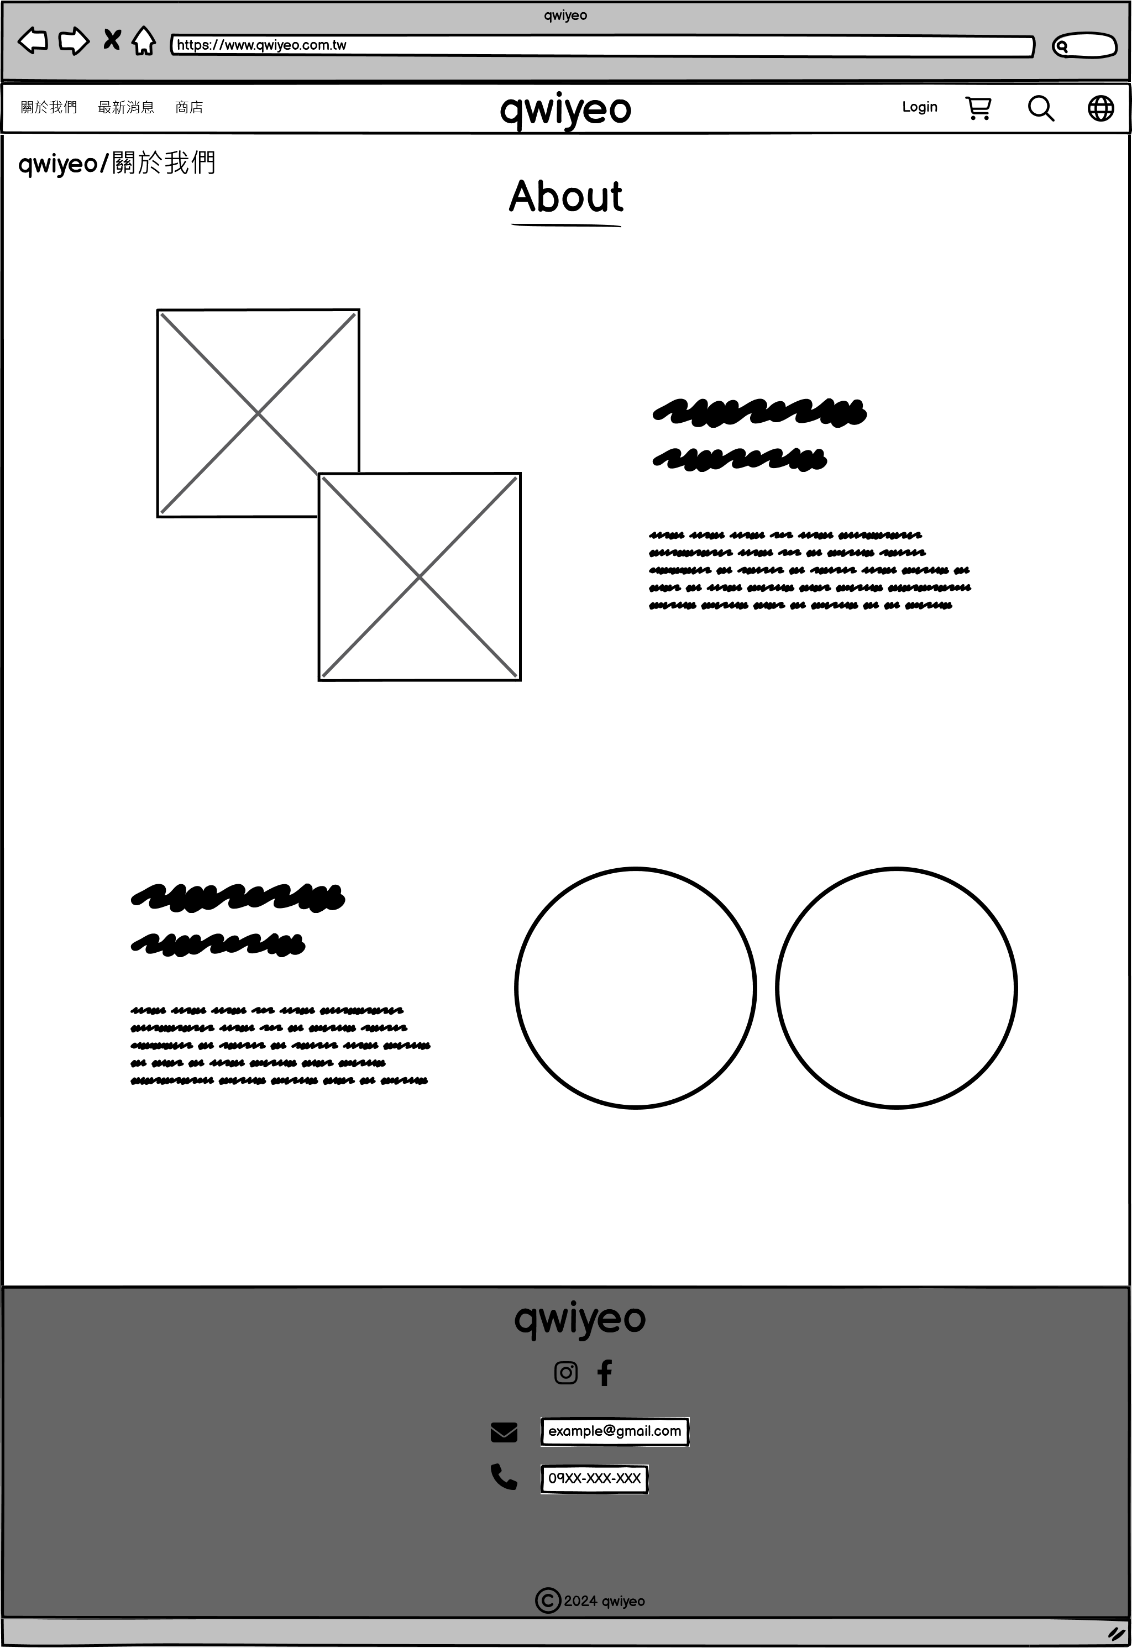 qwiyeo
https://www.qwiyeo.com.tw
關於我們 最新消息 商店 qwiyeo Login
qwiyeo/關於我們
About
qwiyeo
example@gmail.com
09XX-XXX-XXX
©2024 qwiyeo